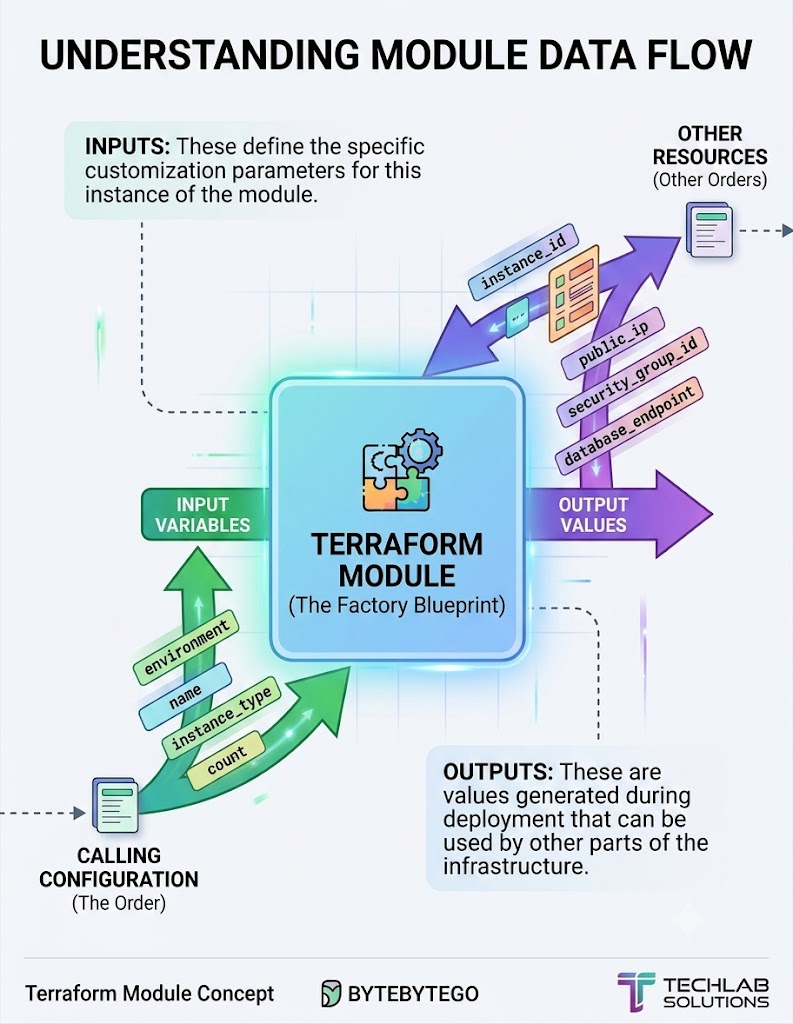 UNDERSTANDING MODULE DATA FLOW
INPUTS: These define the specific
customization parameters for this
instance of the module.
OTHER
RESOURCES
(Other Orders)
instance_id
public_ip
security_group_id
database_endpoint
INPUT
VARIABLES
OUTPUT
VALUES
TERRAFORM
MODULE
(The Factory Blueprint)
environment
name
instance_type
count
CALLING
CONFIGURATION
(The Order)
OUTPUTS: These are
values generated during
deployment that can be
used by other parts of the
infrastructure.
Terraform Module Concept
BYTEBYTEGO
TECHLAB
SOLUTIONS